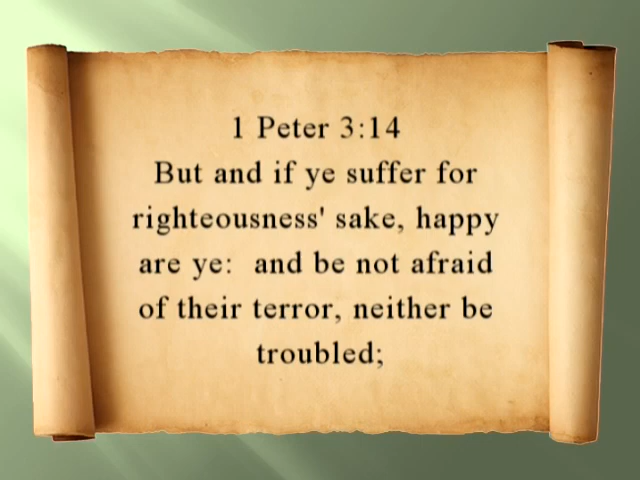 1 Peter 3:14
But and if ye suffer for
righteousness' sake, happy
are ye:  and be not afraid
of their terror, neither be
troubled;